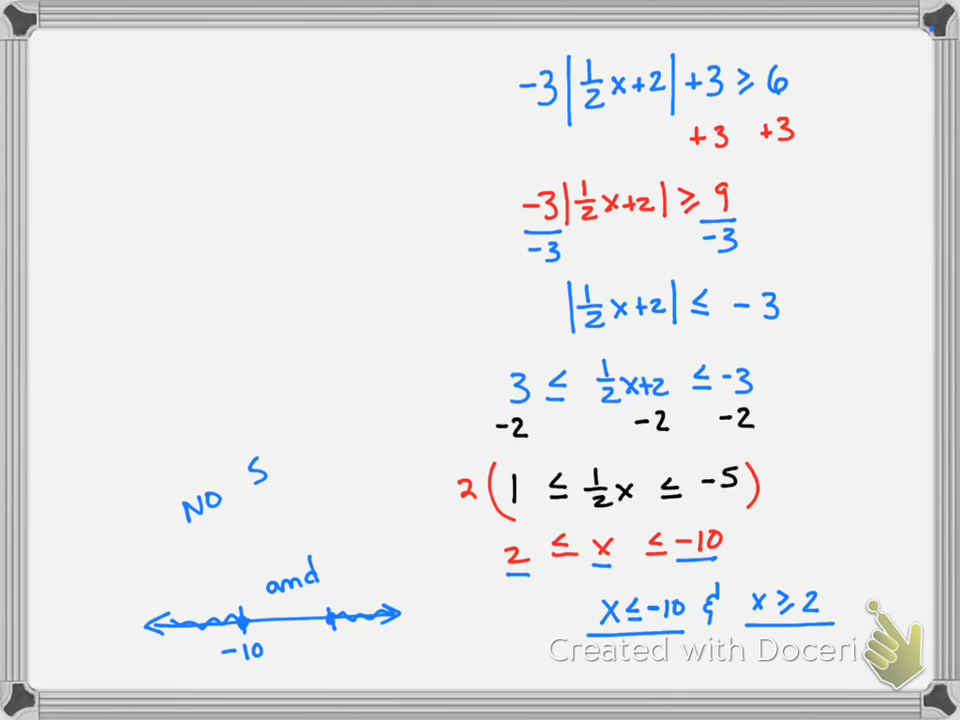 -3|1/2x+2|+3 ≥ 6
+3 +3
-3|1/2x+2| ≥ 9
-3 -3
|1/2x+2| ≤ -3
3 ≤ 1/2x+2 ≤ -3
-2 -2 -2
2(1 ≤ 1/2x ≤ -5)
2 ≤ x ≤ -10
x ≤ -10 & x ≥ 2
NO S
and
-10
Created with Doceri